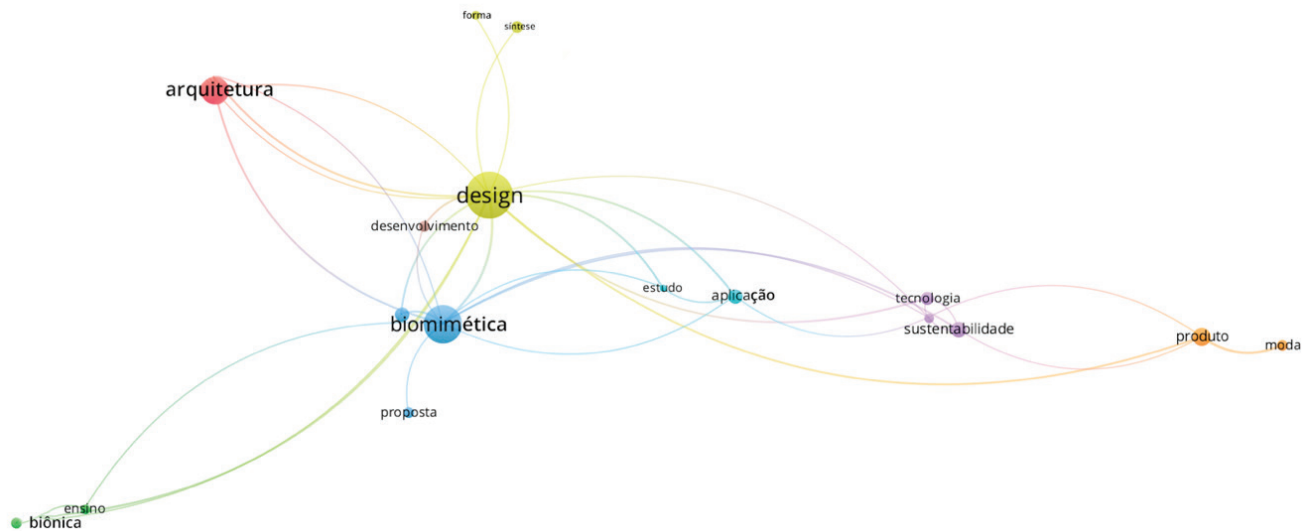 forma
síntese
arquitetura
design
desenvolvimento
estudo
aplicação
tecnologia
biomimética
sustentabilidade
produto
moda
proposta
ensino
biônica